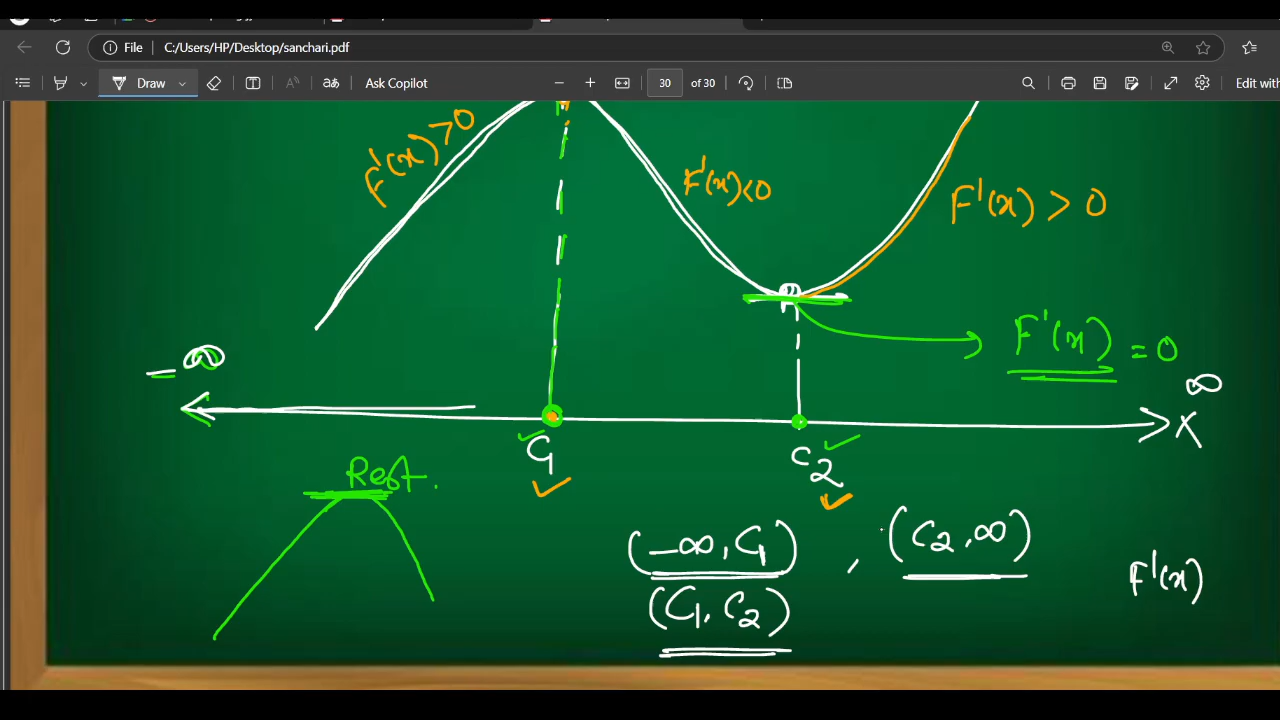 File | C:/Users/HP/Desktop/sanchari.pdf
Draw Ask Copilot 30 of 30 Edit with
F'(x) > 0
F'(x) < 0
F'(x) > 0
F'(x) = 0
-∞
∞
X
C1
C2
Rest.
(-∞, C1) , (C2, ∞)
(C1, C2)
F'(x)